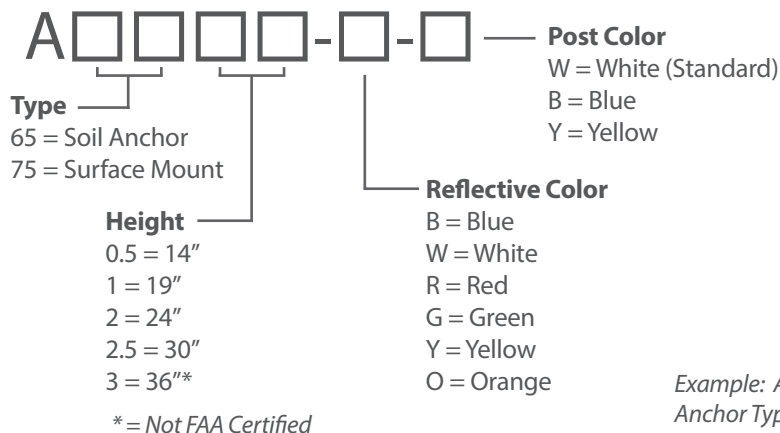 A□□□□-□-□
Post Color
W = White (Standard)
B = Blue
Y = Yellow
Type
65 = Soil Anchor
75 = Surface Mount
Reflective Color
B = Blue
W = White
R = Red
G = Green
Y = Yellow
O = Orange
Height
0.5 = 14”
1 = 19”
2 = 24”
2.5 = 30”
3 = 36”*
* = Not FAA Certified
Example: A
Anchor Typ